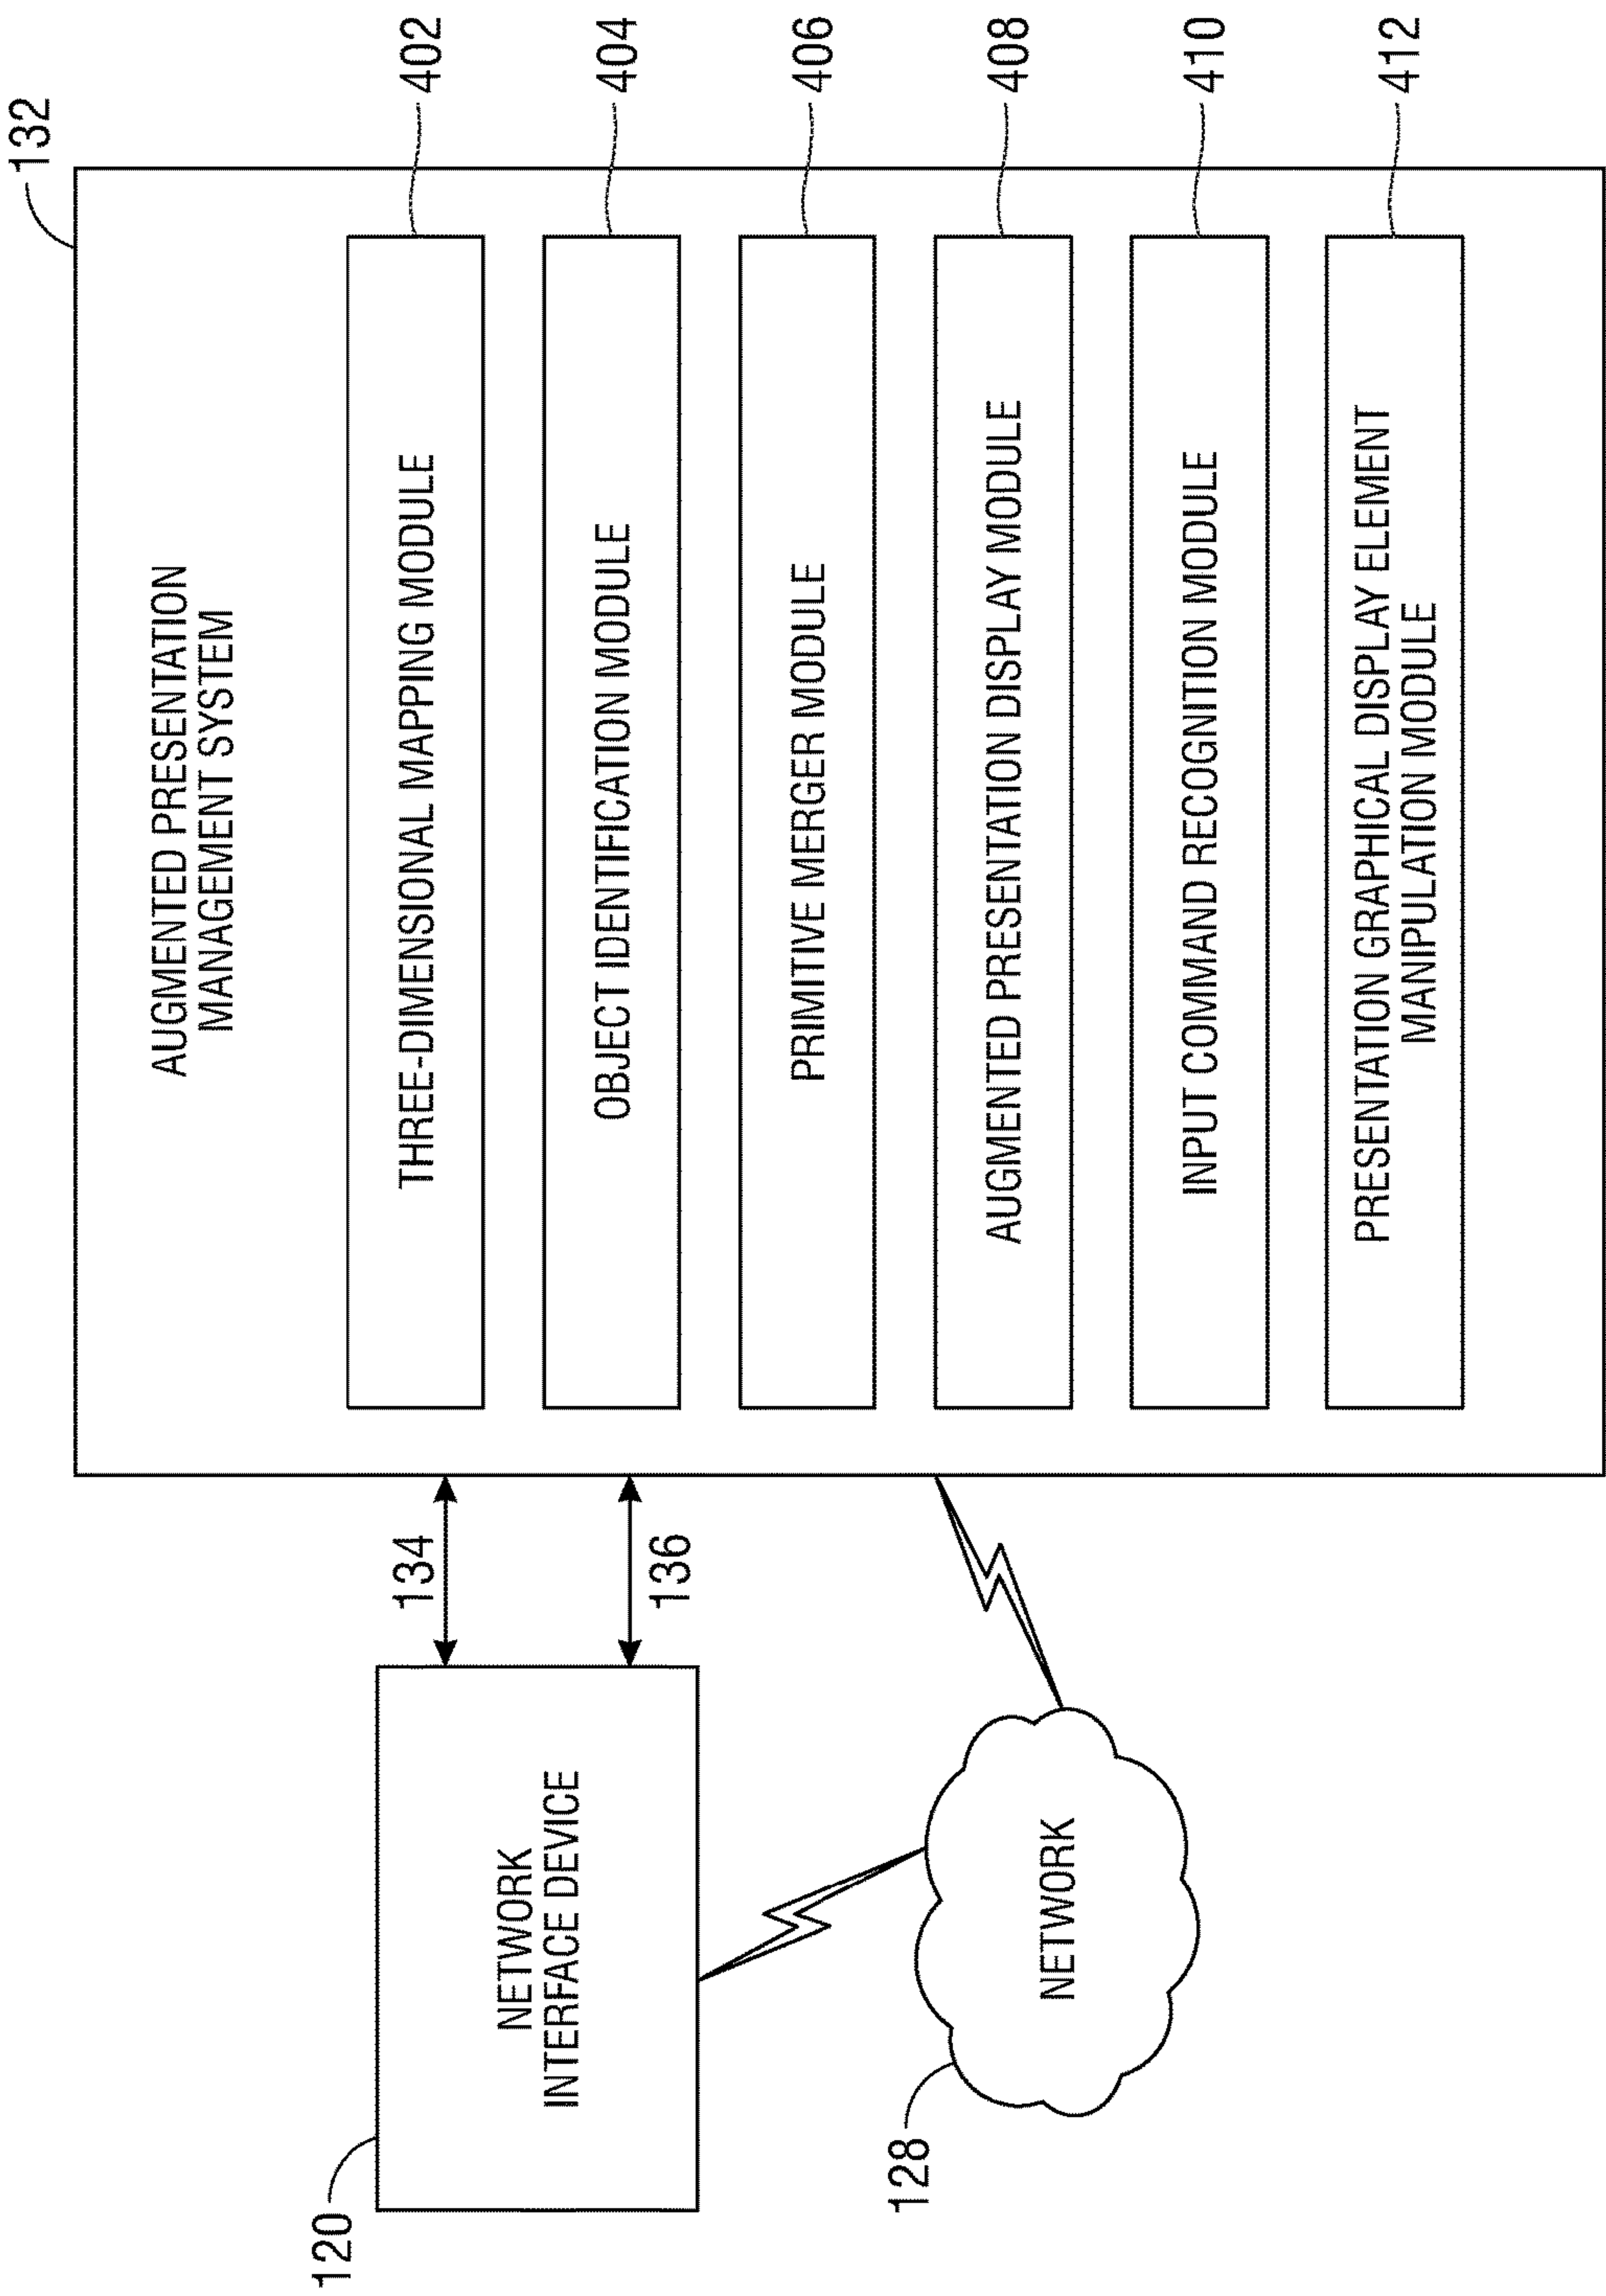 132
AUGMENTED PRESENTATION
MANAGEMENT SYSTEM
THREE-DIMENSIONAL MAPPING MODULE
402
OBJECT IDENTIFICATION MODULE
404
PRIMITIVE MERGER MODULE
406
AUGMENTED PRESENTATION DISPLAY MODULE
408
INPUT COMMAND RECOGNITION MODULE
410
PRESENTATION GRAPHICAL DISPLAY ELEMENT
MANIPULATION MODULE
412
134
136
120
NETWORK
INTERFACE DEVICE
128
NETWORK